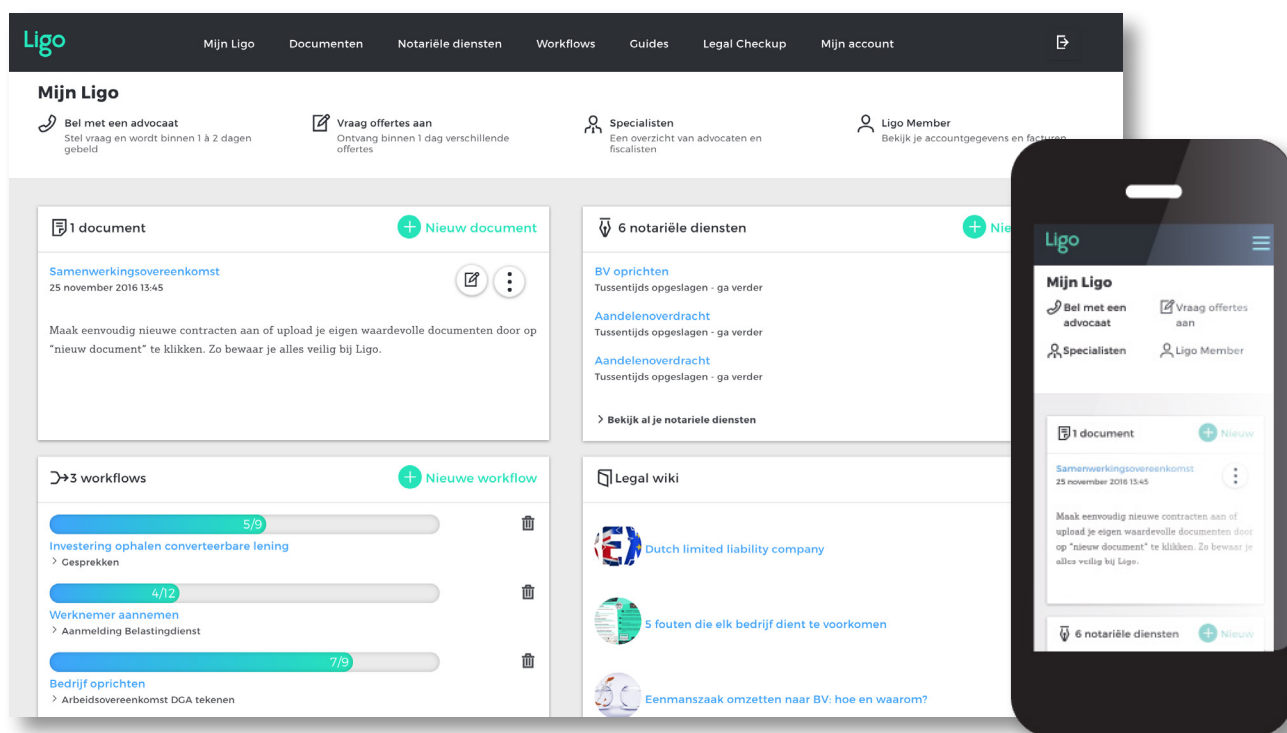 Ligo
Mijn Ligo
Documenten
Notariële diensten
Workflows
Guides
Legal Checkup
Mijn account
Mijn Ligo
Bel met een advocaat
Stel vraag en wordt binnen 1 à 2 dagen
gebeld
Vraag offertes aan
Ontvang binnen 1 dag verschillende
offertes
Specialisten
Een overzicht van advocaten en
fiscalisten
Ligo Member
Bekijk je accountgegevens en facturen
1 document
Nieuw document
Samenwerkingsovereenkomst
25 november 2016 13:45
Maak eenvoudig nieuwe contracten aan of upload je eigen waardevolle documenten door op
“nieuw document” te klikken. Zo bewaar je alles veilig bij Ligo.
6 notariële diensten
Nie
BV oprichten
Tussentijds opgeslagen - ga verder
Aandelenoverdracht
Tussentijds opgeslagen - ga verder
Aandelenoverdracht
Tussentijds opgeslagen - ga verder
> Bekijk al je notariele diensten
3 workflows
Nieuwe workflow
5/9
Investering ophalen converteerbare lening
> Gesprekken
4/12
Werknemer aannemen
> Aanmelding Belastingdienst
7/9
Bedrijf oprichten
> Arbeidsovereenkomst DGA tekenen
Legal wiki
Dutch limited liability company
5 fouten die elk bedrijf dient te voorkomen
Eenmanszaak omzetten naar BV: hoe en waarom?
Ligo
Mijn Ligo
Bel met een
advocaat
Vraag offertes
aan
Specialisten
Ligo Member
1 document
Nieuw
Samenwerkingsovereenkomst
25 november 2016 13:45
Maak eenvoudig nieuwe contracten aan of
upload je eigen waardevolle documenten door
op “nieuw document” te klikken. Zo bewaar je
alles veilig bij Ligo.
6 notariële diensten
Nieuw